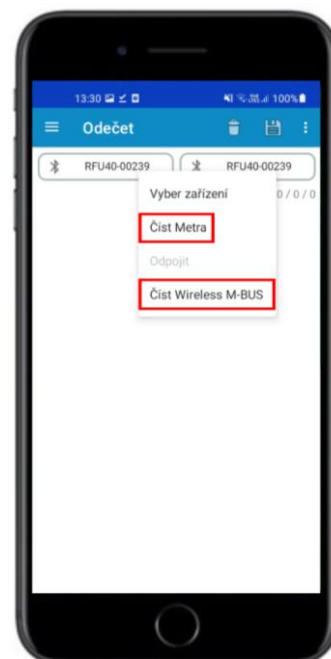 13:30 100%
Odečet
RFU40-00239 RFU40-00239
Vyber zařízení 0 / 0 / 0
Číst Metra
Odpojit
Číst Wireless M-BUS